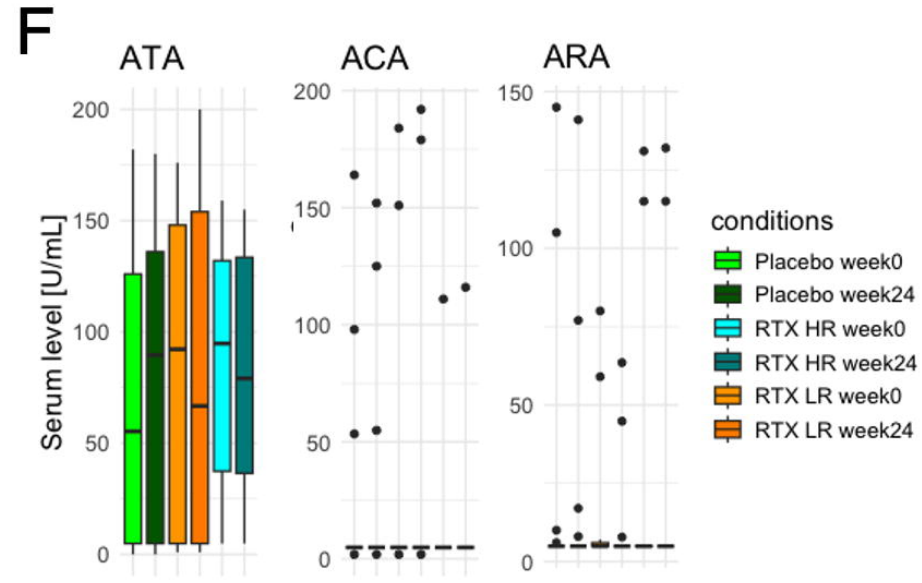 F
ATA
ACA
ARA
Serum level [U/mL]
200
150
100
50
0
200
150
100
50
0
150
100
50
0
conditions
Placebo week0
Placebo week24
RTX HR week0
RTX HR week24
RTX LR week0
RTX LR week24